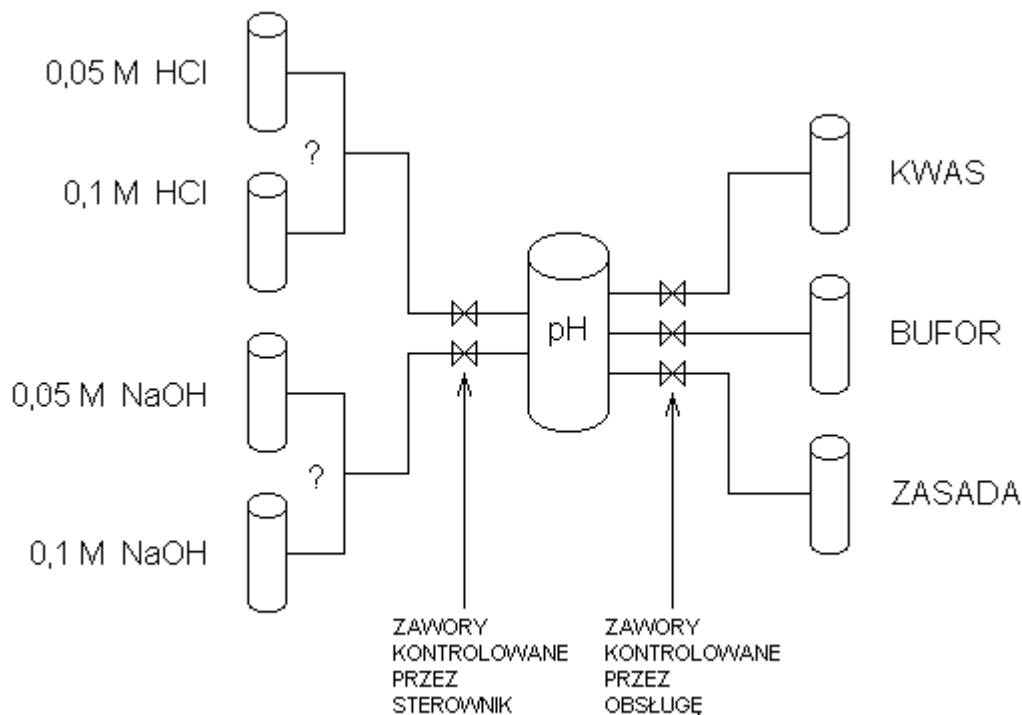 0,05 M HCl
?
0,1 M HCl
0,05 M NaOH
?
0,1 M NaOH
pH
KWAS
BUFOR
ZASADA
ZAWORY
KONTROLOWANE
PRZEZ
STEROWNIK
ZAWORY
KONTROLOWANE
PRZEZ
OBSŁUGĘ